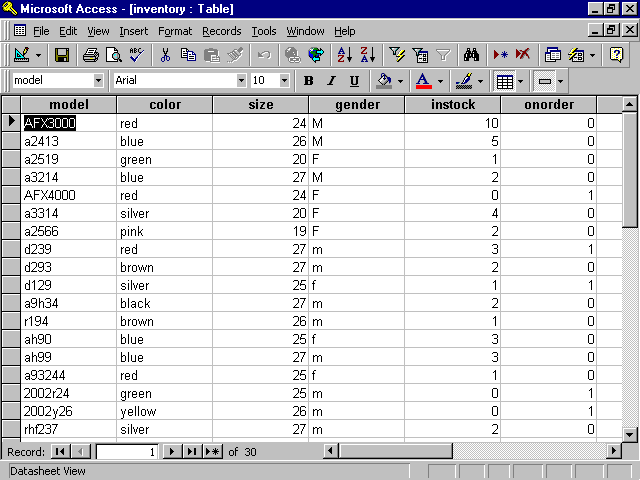 Microsoft Access - [inventory : Table]
File Edit View Insert Format Records Tools Window Help
model Arial 10 B I U
model color size gender instock onorder
AFX3000 red 24 M 10 0
a2413 blue 26 M 5 0
a2519 green 20 F 1 0
a3214 blue 27 M 2 0
AFX4000 red 24 F 0 1
a3314 silver 20 F 4 0
a2566 pink 19 F 2 0
d239 red 27 m 3 1
d293 brown 27 m 2 0
d129 silver 25 f 1 1
a9h34 black 27 m 2 0
r194 brown 26 m 1 0
ah90 blue 25 f 3 0
ah99 blue 27 m 3 0
a93244 red 25 f 1 0
2002r24 green 25 m 0 1
2002y26 yellow 26 m 0 1
rhf237 silver 27 m 2 0
Record: 1 of 30
Datasheet View